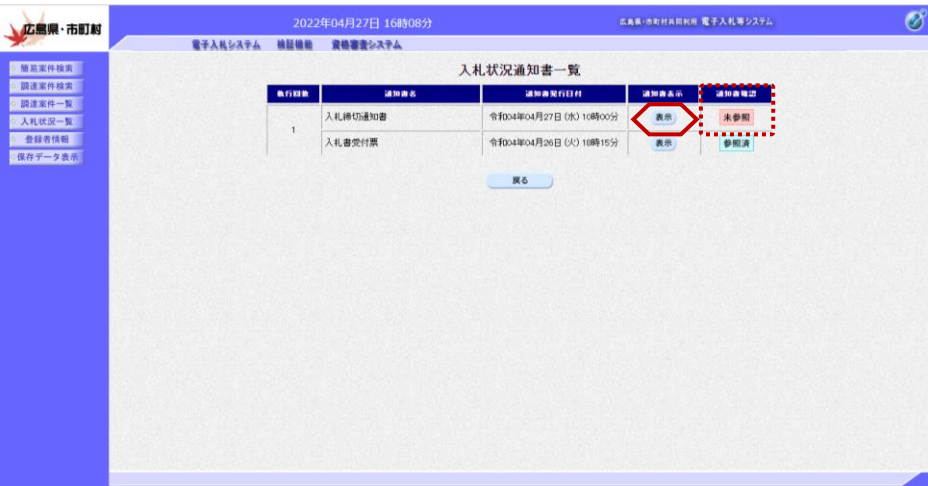 広島県・市町村
2022年04月27日 16時08分
広島県・市町村共同利用 電子入札等システム
電子入札システム 検証機能 資格審査システム
簡易案件検索
調達案件検索
調達案件一覧
入札状況一覧
登録者情報
保存データ表示
入札状況通知書一覧
執行回数 通知書名 通知書発行日付 通知書表示 通知書確認
1
入札締切通知書 令和04年04月27日 (水) 10時00分 表示 未参照
入札書受付票 令和04年04月26日 (火) 18時15分 表示 参照済
戻る